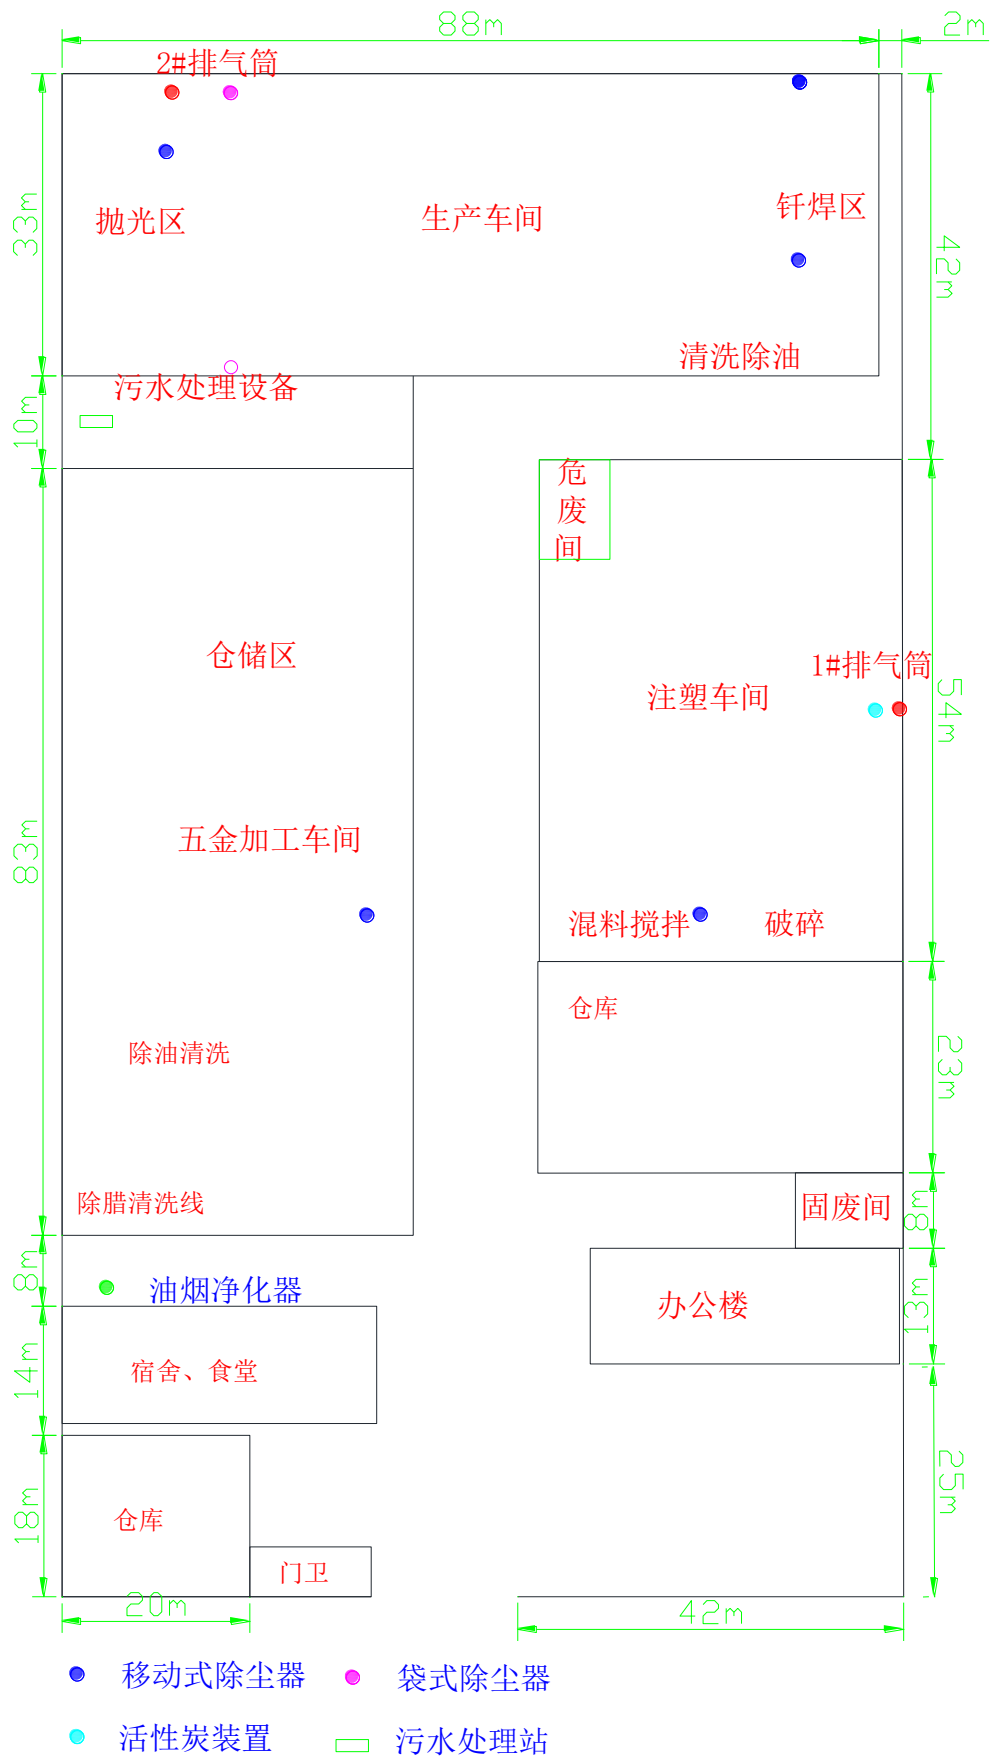 88m
2m
2#排气筒
33m
抛光区
生产车间
钎焊区
42m
清洗除油
污水处理设备
10m
危
废
间
仓储区
1#排气筒
注塑车间
54m
83m
五金加工车间
混料搅拌
破碎
仓库
除油清洗
23m
除腊清洗线
固废间
8m
8m
油烟净化器
办公楼
13m
14m
宿舍、食堂
25m
18m
仓库
门卫
20m
42m
移动式除尘器
袋式除尘器
活性炭装置
污水处理站